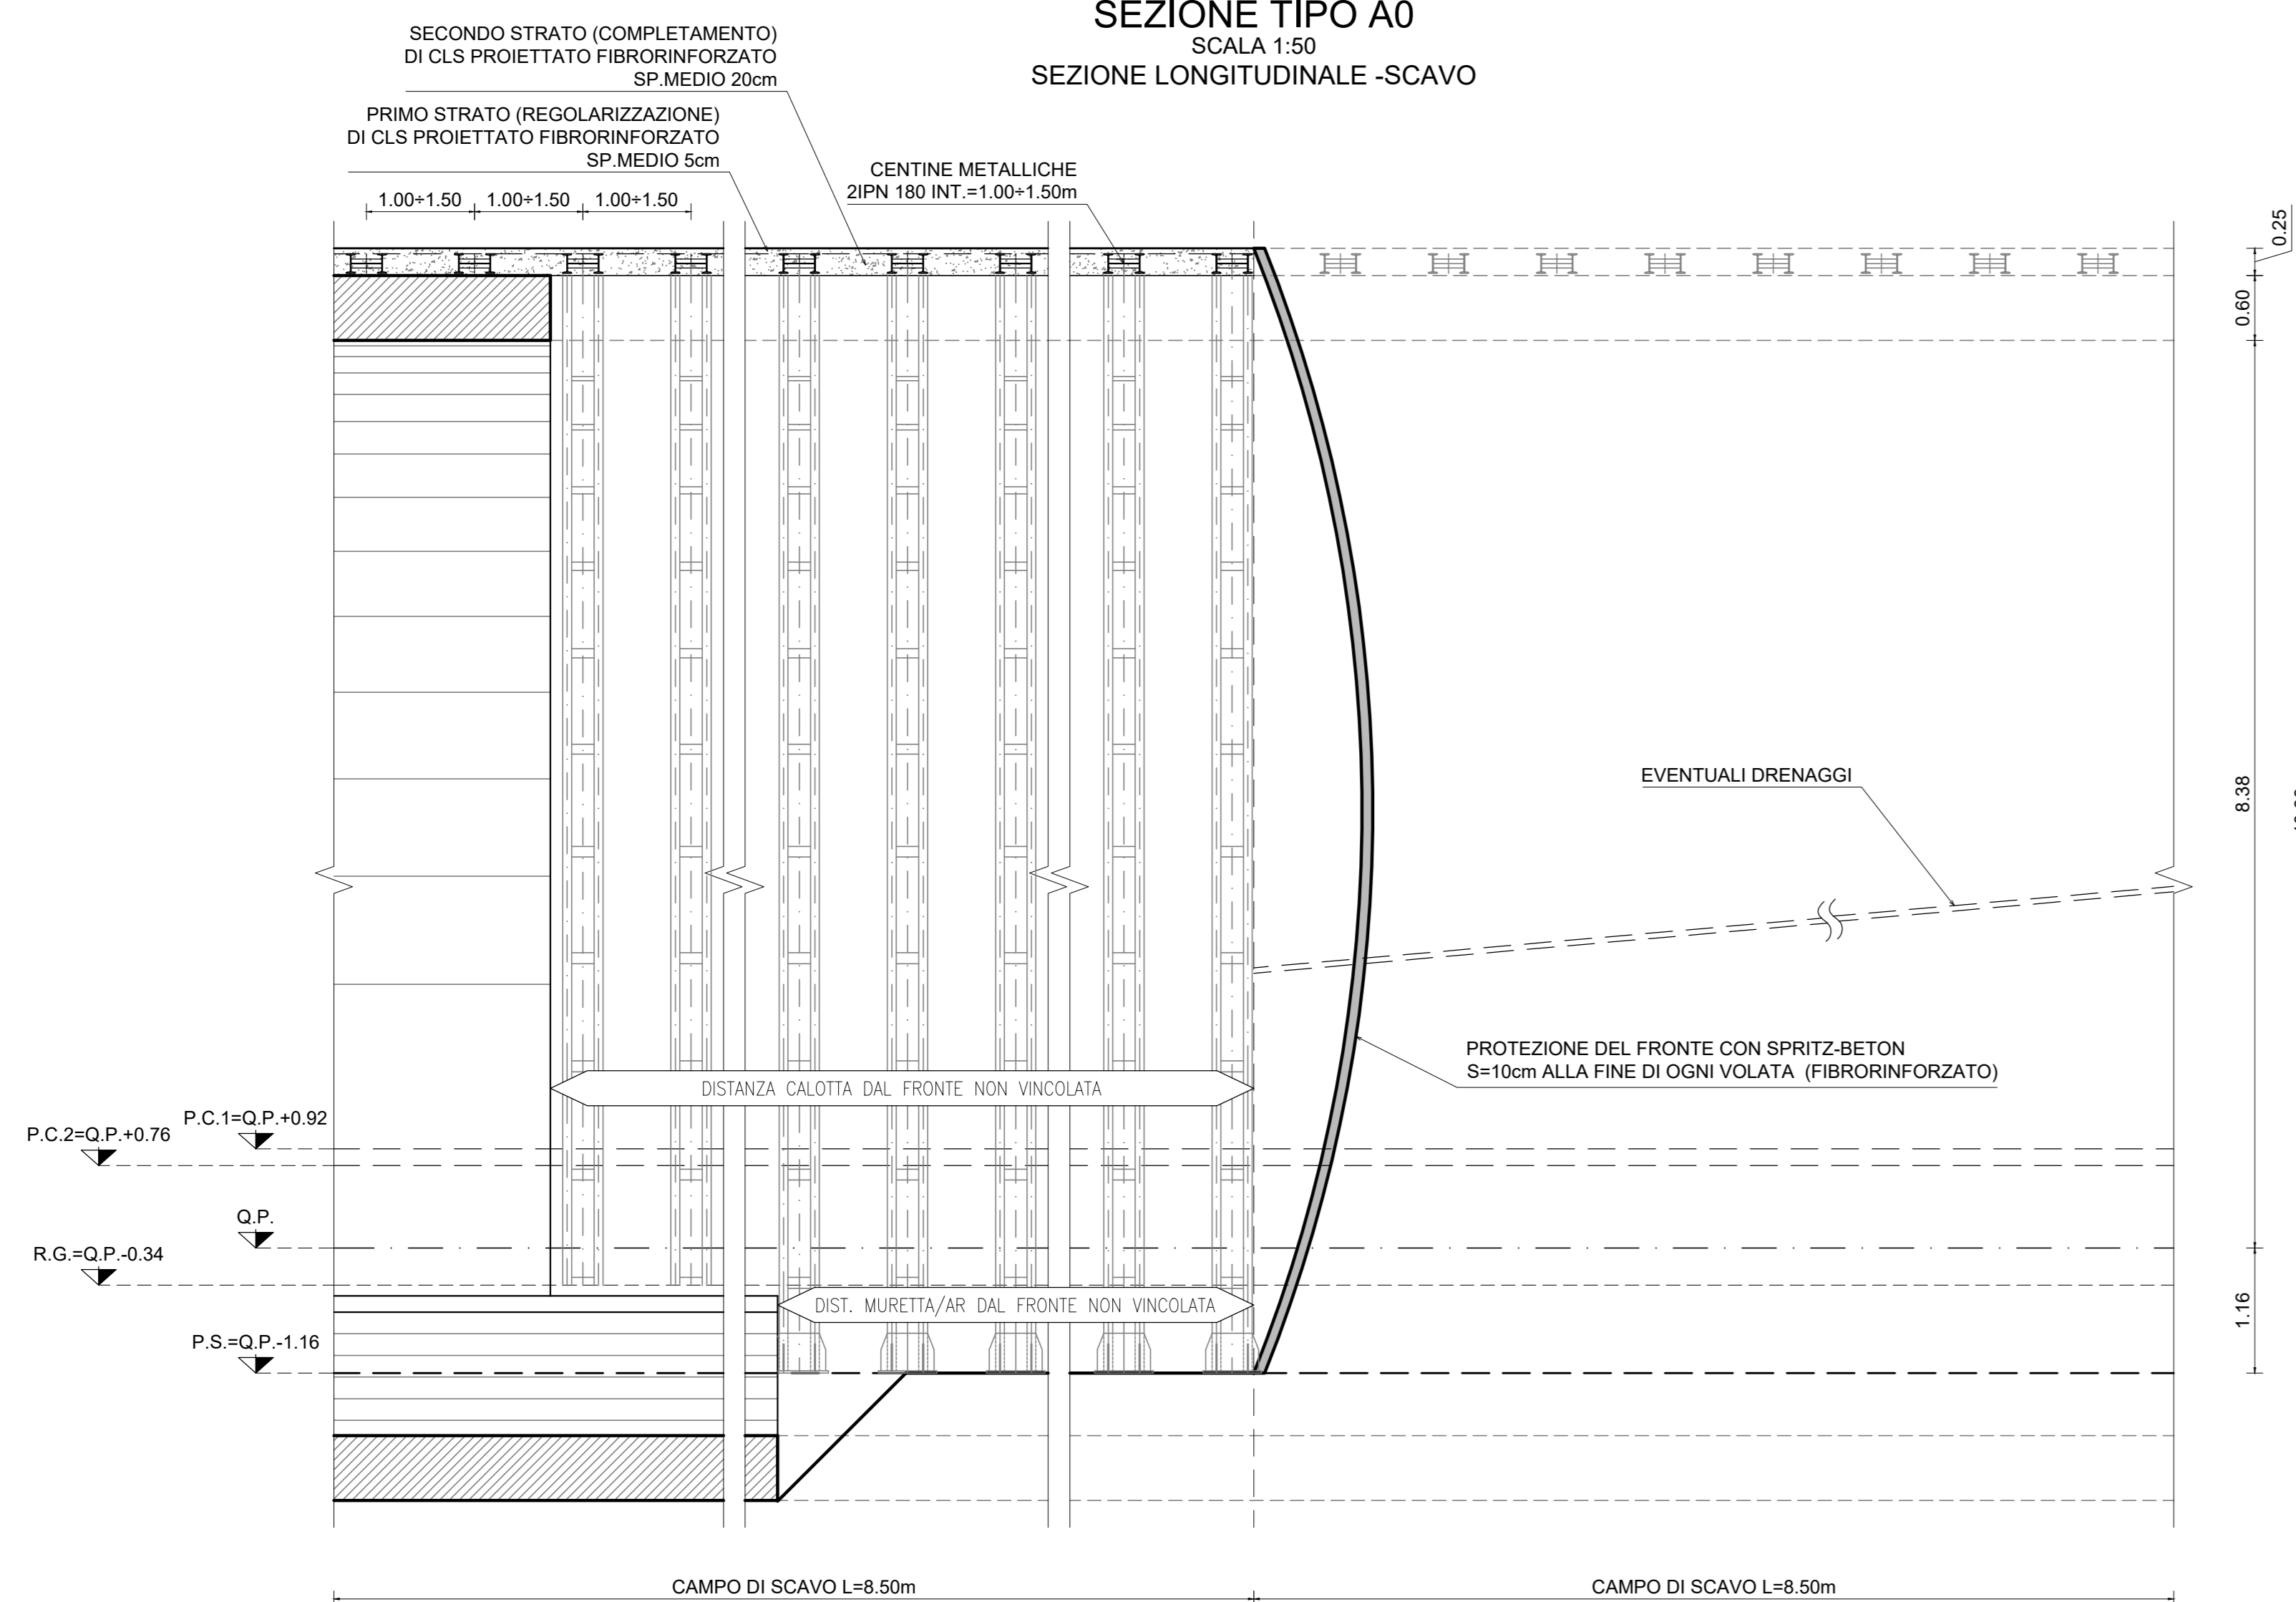 SEZIONE TIPO A0
SCALA 1:50
SEZIONE LONGITUDINALE -SCAVO
SECONDO STRATO (COMPLETAMENTO)
DI CLS PROIETTATO FIBRORINFORZATO
SP.MEDIO 20cm
PRIMO STRATO (REGOLARIZZAZIONE)
DI CLS PROIETTATO FIBRORINFORZATO
SP.MEDIO 5cm
CENTINE METALLICHE
2IPN 180 INT.=1.00÷1.50m
1.00÷1.50 1.00÷1.50 1.00÷1.50
0.25
0.60
8.38
EVENTUALI DRENAGGI
PROTEZIONE DEL FRONTE CON SPRITZ-BETON
S=10cm ALLA FINE DI OGNI VOLATA (FIBRORINFORZATO)
DISTANZA CALOTTA DAL FRONTE NON VINCOLATA
P.C.1=Q.P.+0.92
P.C.2=Q.P.+0.76
Q.P.
R.G.=Q.P.-0.34
DIST. MURETTA/AR DAL FRONTE NON VINCOLATA
1.16
P.S.=Q.P.-1.16
CAMPO DI SCAVO L=8.50m
CAMPO DI SCAVO L=8.50m